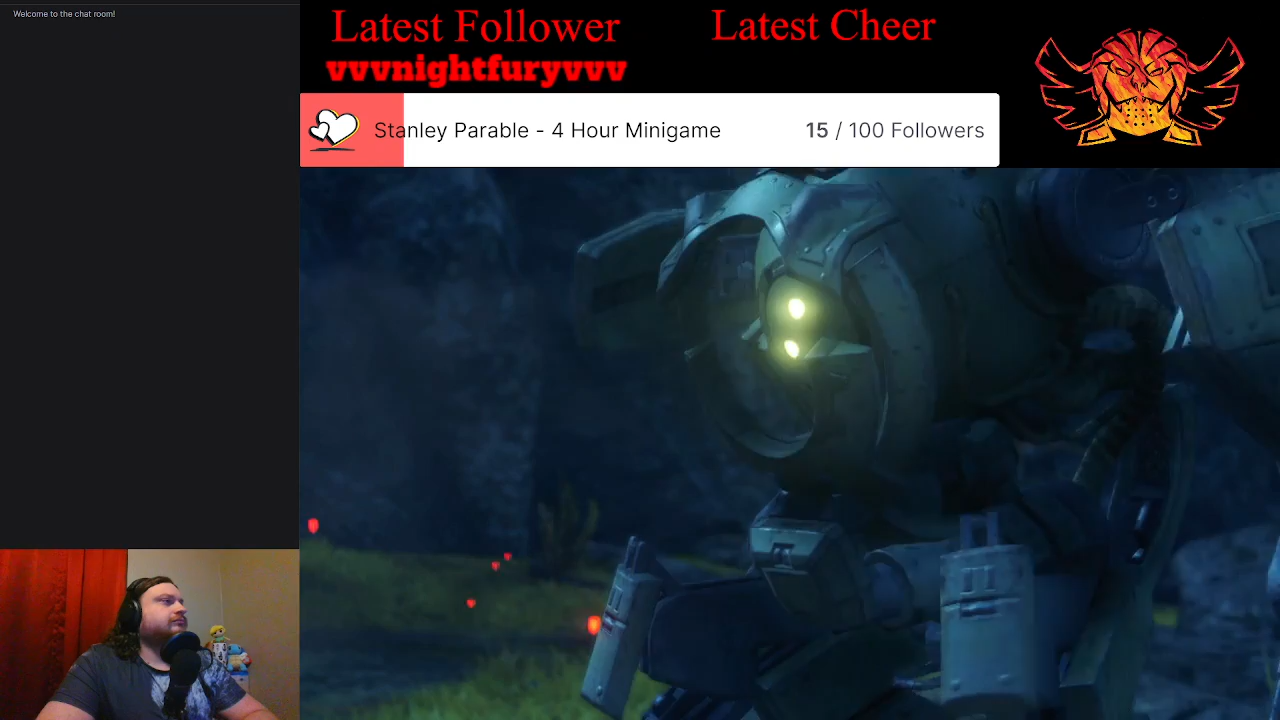 Welcome to the chat room!
Latest Follower
vvvnightfuryvvv
Latest Cheer
Stanley Parable - 4 Hour Minigame
15 / 100 Followers